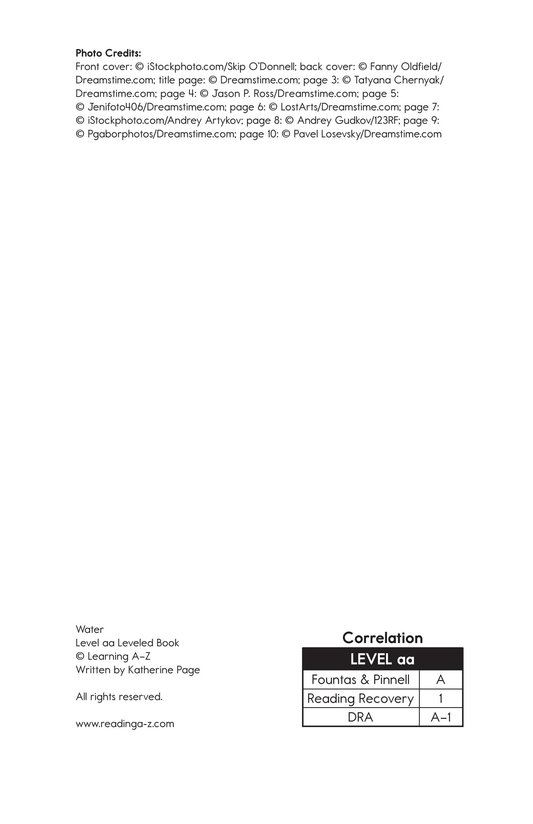 Photo Credits:
Front cover: © iStockphoto.com/Skip O'Donnell; back cover: © Fanny Oldfield/
Dreamstime.com; title page: © Dreamstime.com; page 3: © Tatyana Chernyak/
Dreamstime.com; page 4: © Jason P. Ross/Dreamstime.com; page 5:
© Jenifoto406/Dreamstime.com; page 6: © LostArts/Dreamstime.com; page 7:
© iStockphoto.com/Andrey Artykov; page 8: © Andrey Gudkov/123RF; page 9:
© Pgaborphotos/Dreamstime.com; page 10: © Pavel Losevsky/Dreamstime.com
Water
Level aa Leveled Book
© Learning A–Z
Written by Katherine Page
All rights reserved.
www.readinga-z.com
Correlation
LEVEL aa
Fountas & Pinnell A
Reading Recovery 1
DRA A–1